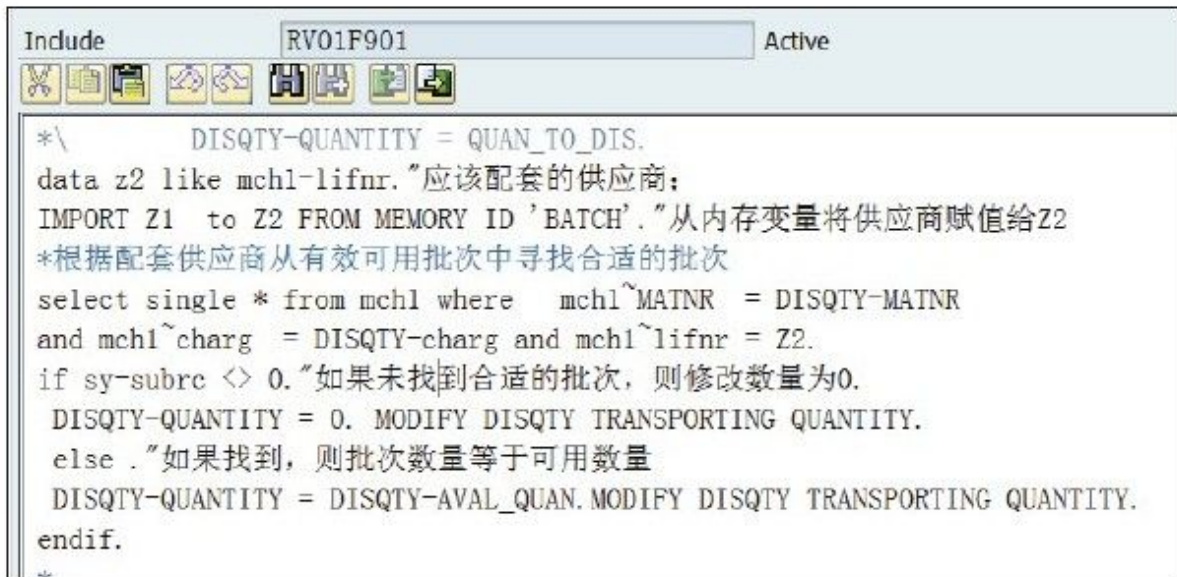 Include RV01F901 Active
*\ DISQTY-QUANTITY = QUAN_TO_DIS.
data z2 like mch1-lifnr."应该配套的供应商;
IMPORT Z1 to Z2 FROM MEMORY ID 'BATCH'."从内存变量将供应商赋值给Z2
*根据配套供应商从有效可用批次中寻找合适的批次
select single * from mch1 where mch1~MATNR = DISQTY-MATNR
and mch1~charg = DISQTY-charg and mch1~lifnr = Z2.
if sy-subrc <> 0."如果未找到合适的批次, 则修改数量为0.
DISQTY-QUANTITY = 0. MODIFY DISQTY TRANSPORTING QUANTITY.
else ."如果找到, 则批次数量等于可用数量
DISQTY-QUANTITY = DISQTY-AVAL_QUAN.MODIFY DISQTY TRANSPORTING QUANTITY.
endif.
*